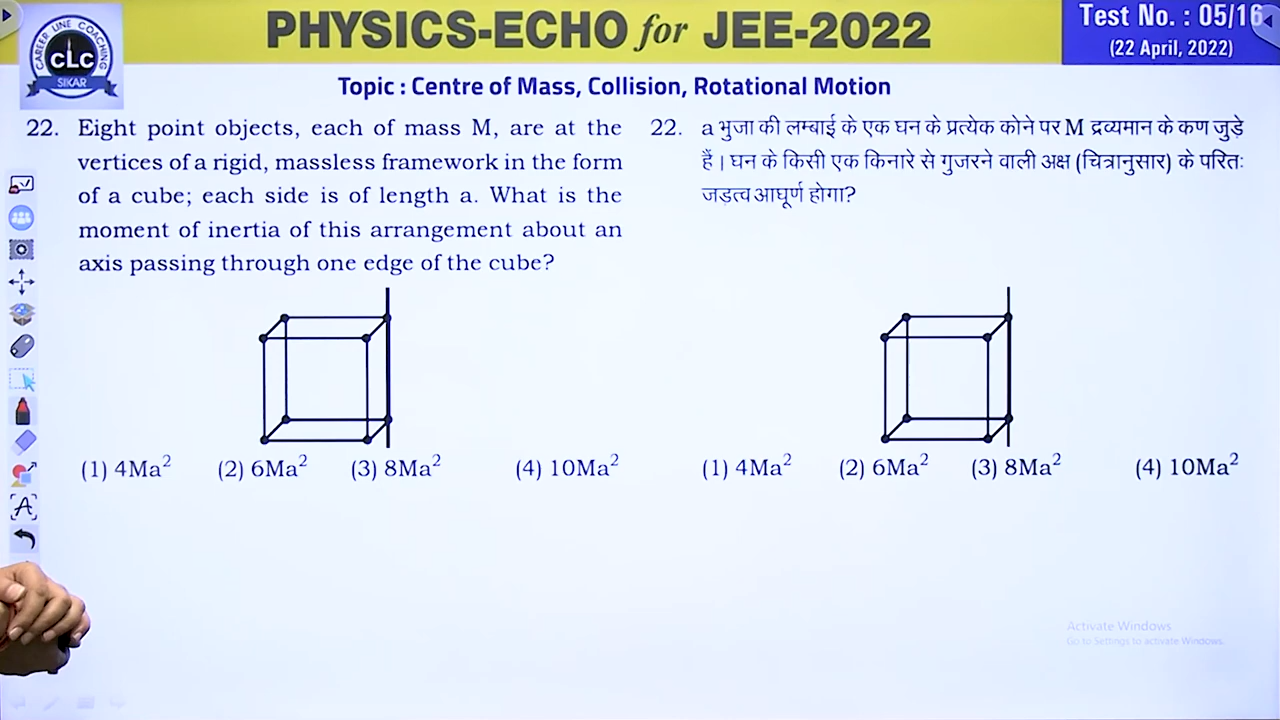 PHYSICS-ECHO for JEE-2022
Test No. : 05/16
(22 April, 2022)
CAREER LINE COACHING
CLC
SIKAR
Topic : Centre of Mass, Collision, Rotational Motion
22. Eight point objects, each of mass M, are at the
vertices of a rigid, massless framework in the form
of a cube; each side is of length a. What is the
moment of inertia of this arrangement about an
axis passing through one edge of the cube?
(1) 4Ma² (2) 6Ma² (3) 8Ma² (4) 10Ma²
22. a भुजा की लम्बाई के एक घन के प्रत्येक कोने पर M द्रव्यमान के कण जुड़े
हैं। घन के किसी एक किनारे से गुजरने वाली अक्ष (चित्रानुसार) के परितः
जड़त्व आघूर्ण होगा?
(1) 4Ma² (2) 6Ma² (3) 8Ma² (4) 10Ma²
Activate Windows
Go to Settings to activate Windows.